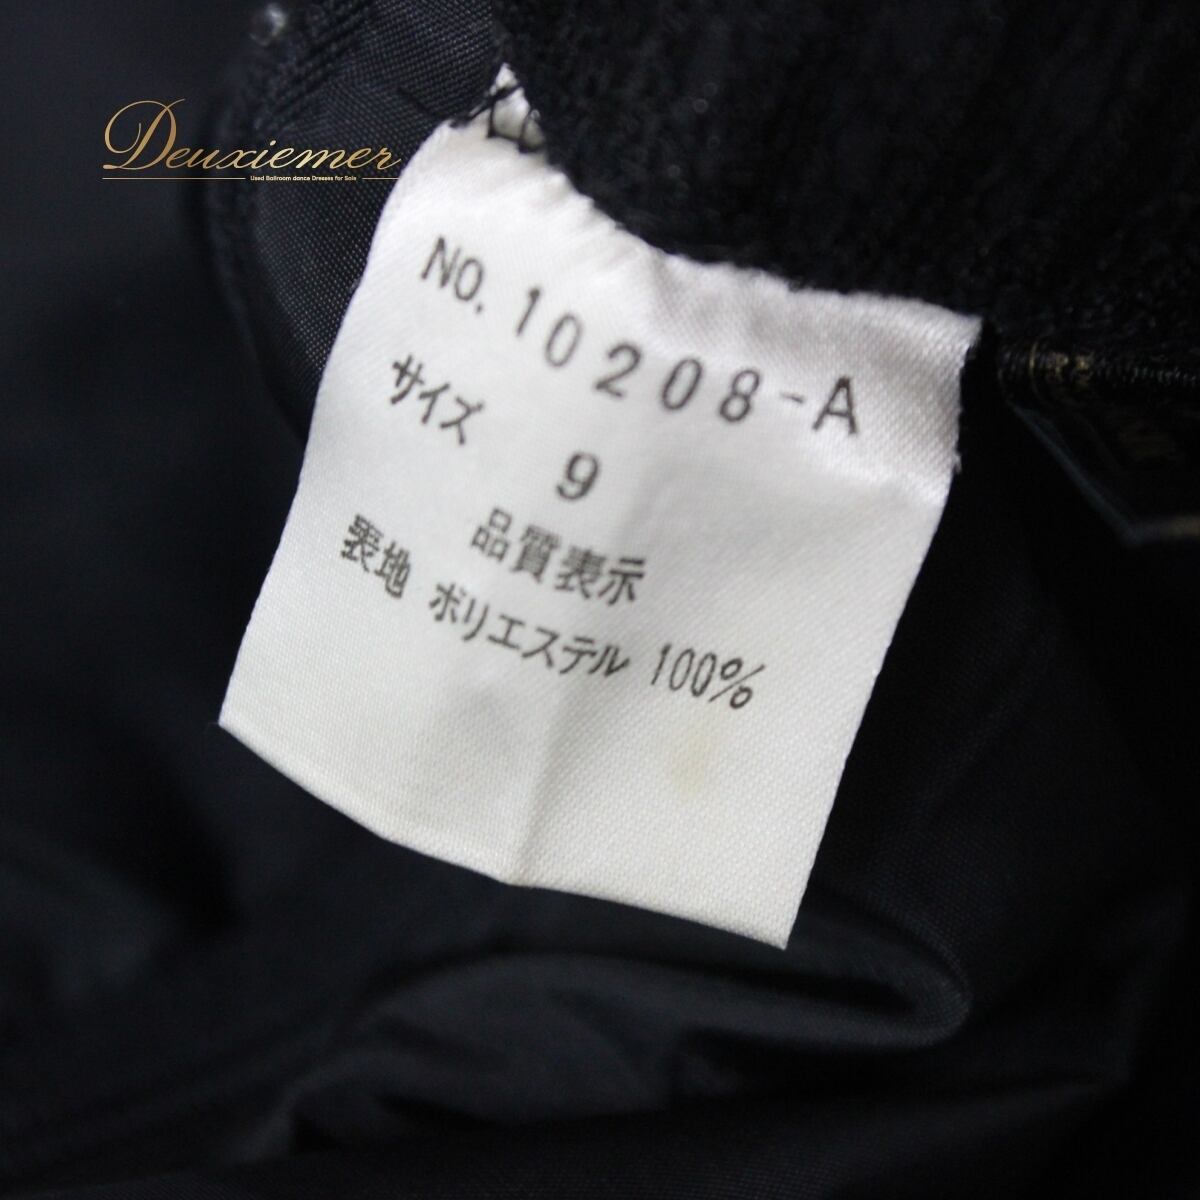 Deuxiemer
Used Ballroom dance Dresses for Sale
NO. 10208-A
サイズ 9
品質表示
表地 ポリエステル 100%